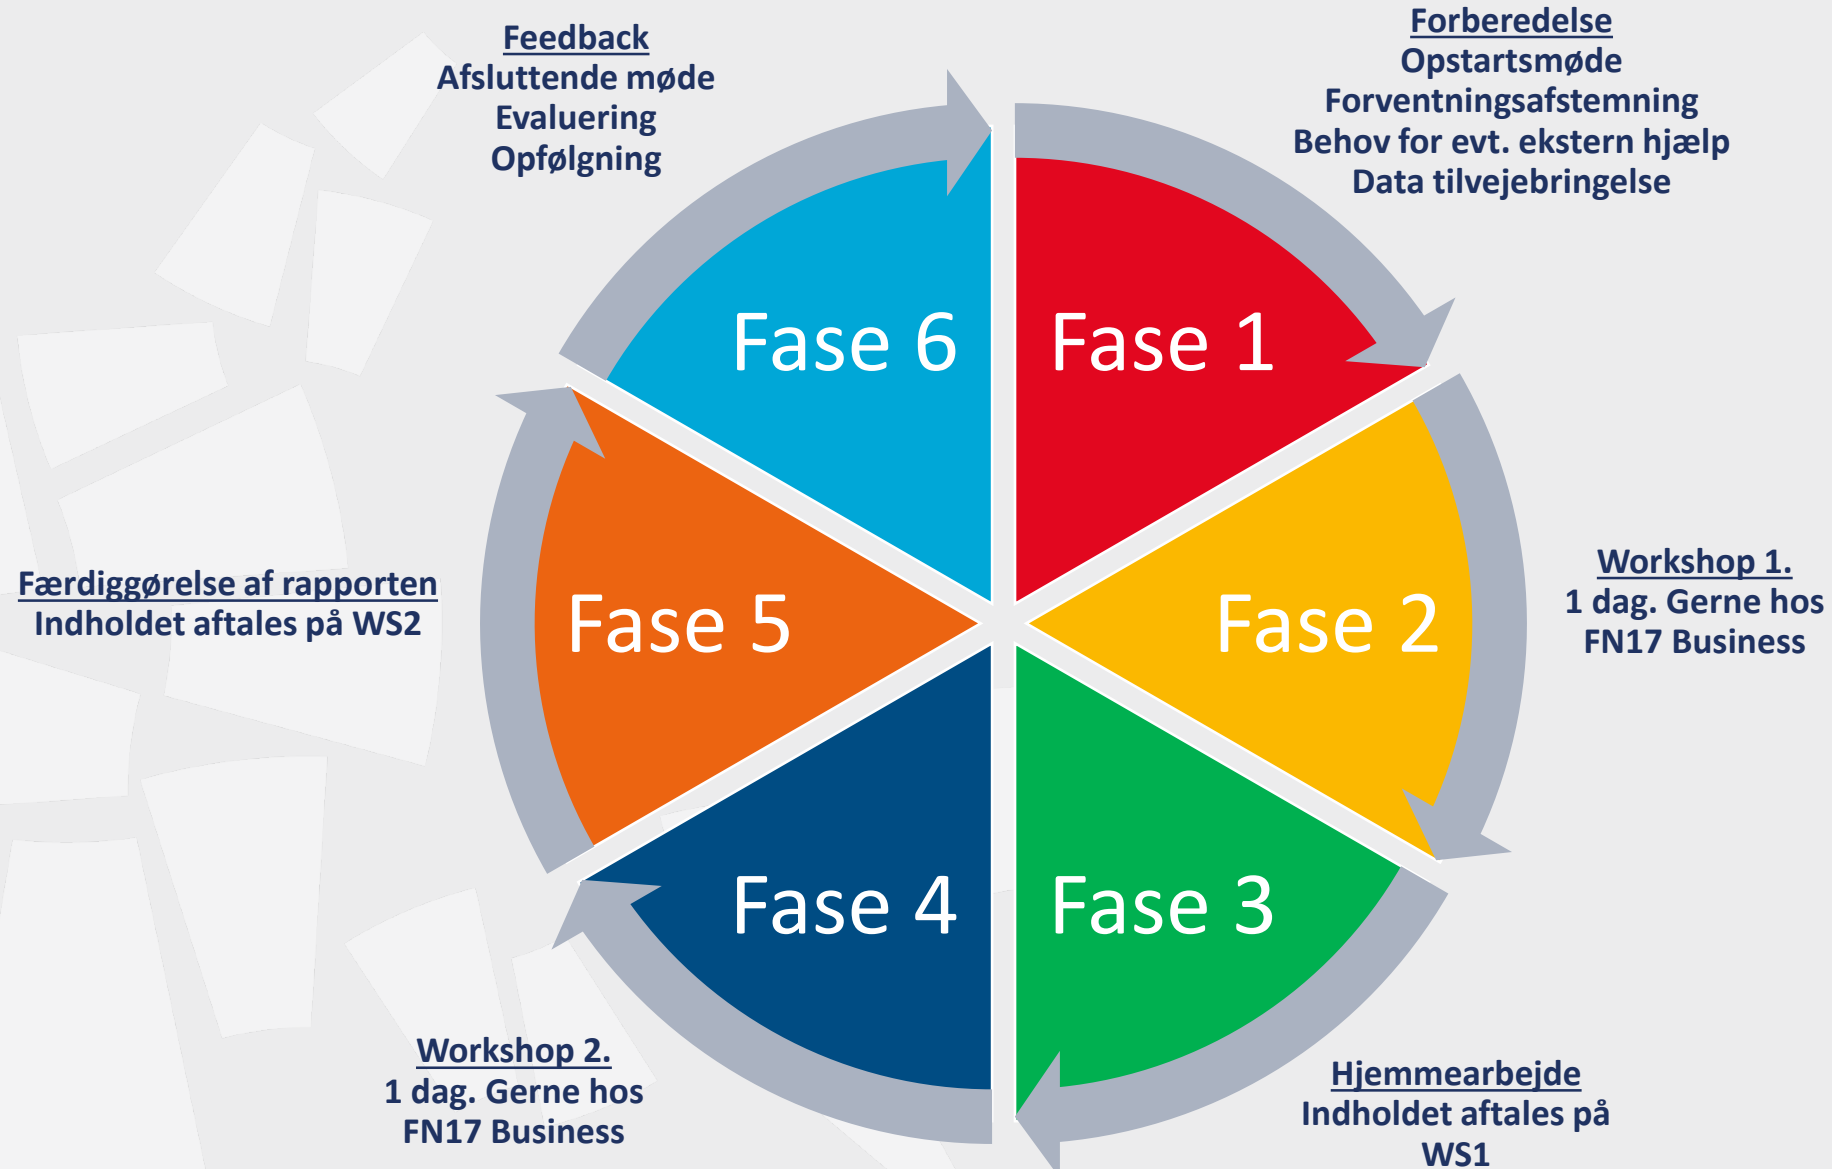 Feedback
Afsluttende møde
Evaluering
Opfølgning
Forberedelse
Opstartsmøde
Forventningsafstemning
Behov for evt. ekstern hjælp
Data tilvejebringelse
Fase 6
Fase 1
Færdiggørelse af rapporten
Indholdet aftales på WS2
Fase 5
Fase 2
Workshop 1.
1 dag. Gerne hos
FN17 Business
Fase 4
Fase 3
Workshop 2.
1 dag. Gerne hos
FN17 Business
Hjemmearbejde
Indholdet aftales på
WS1